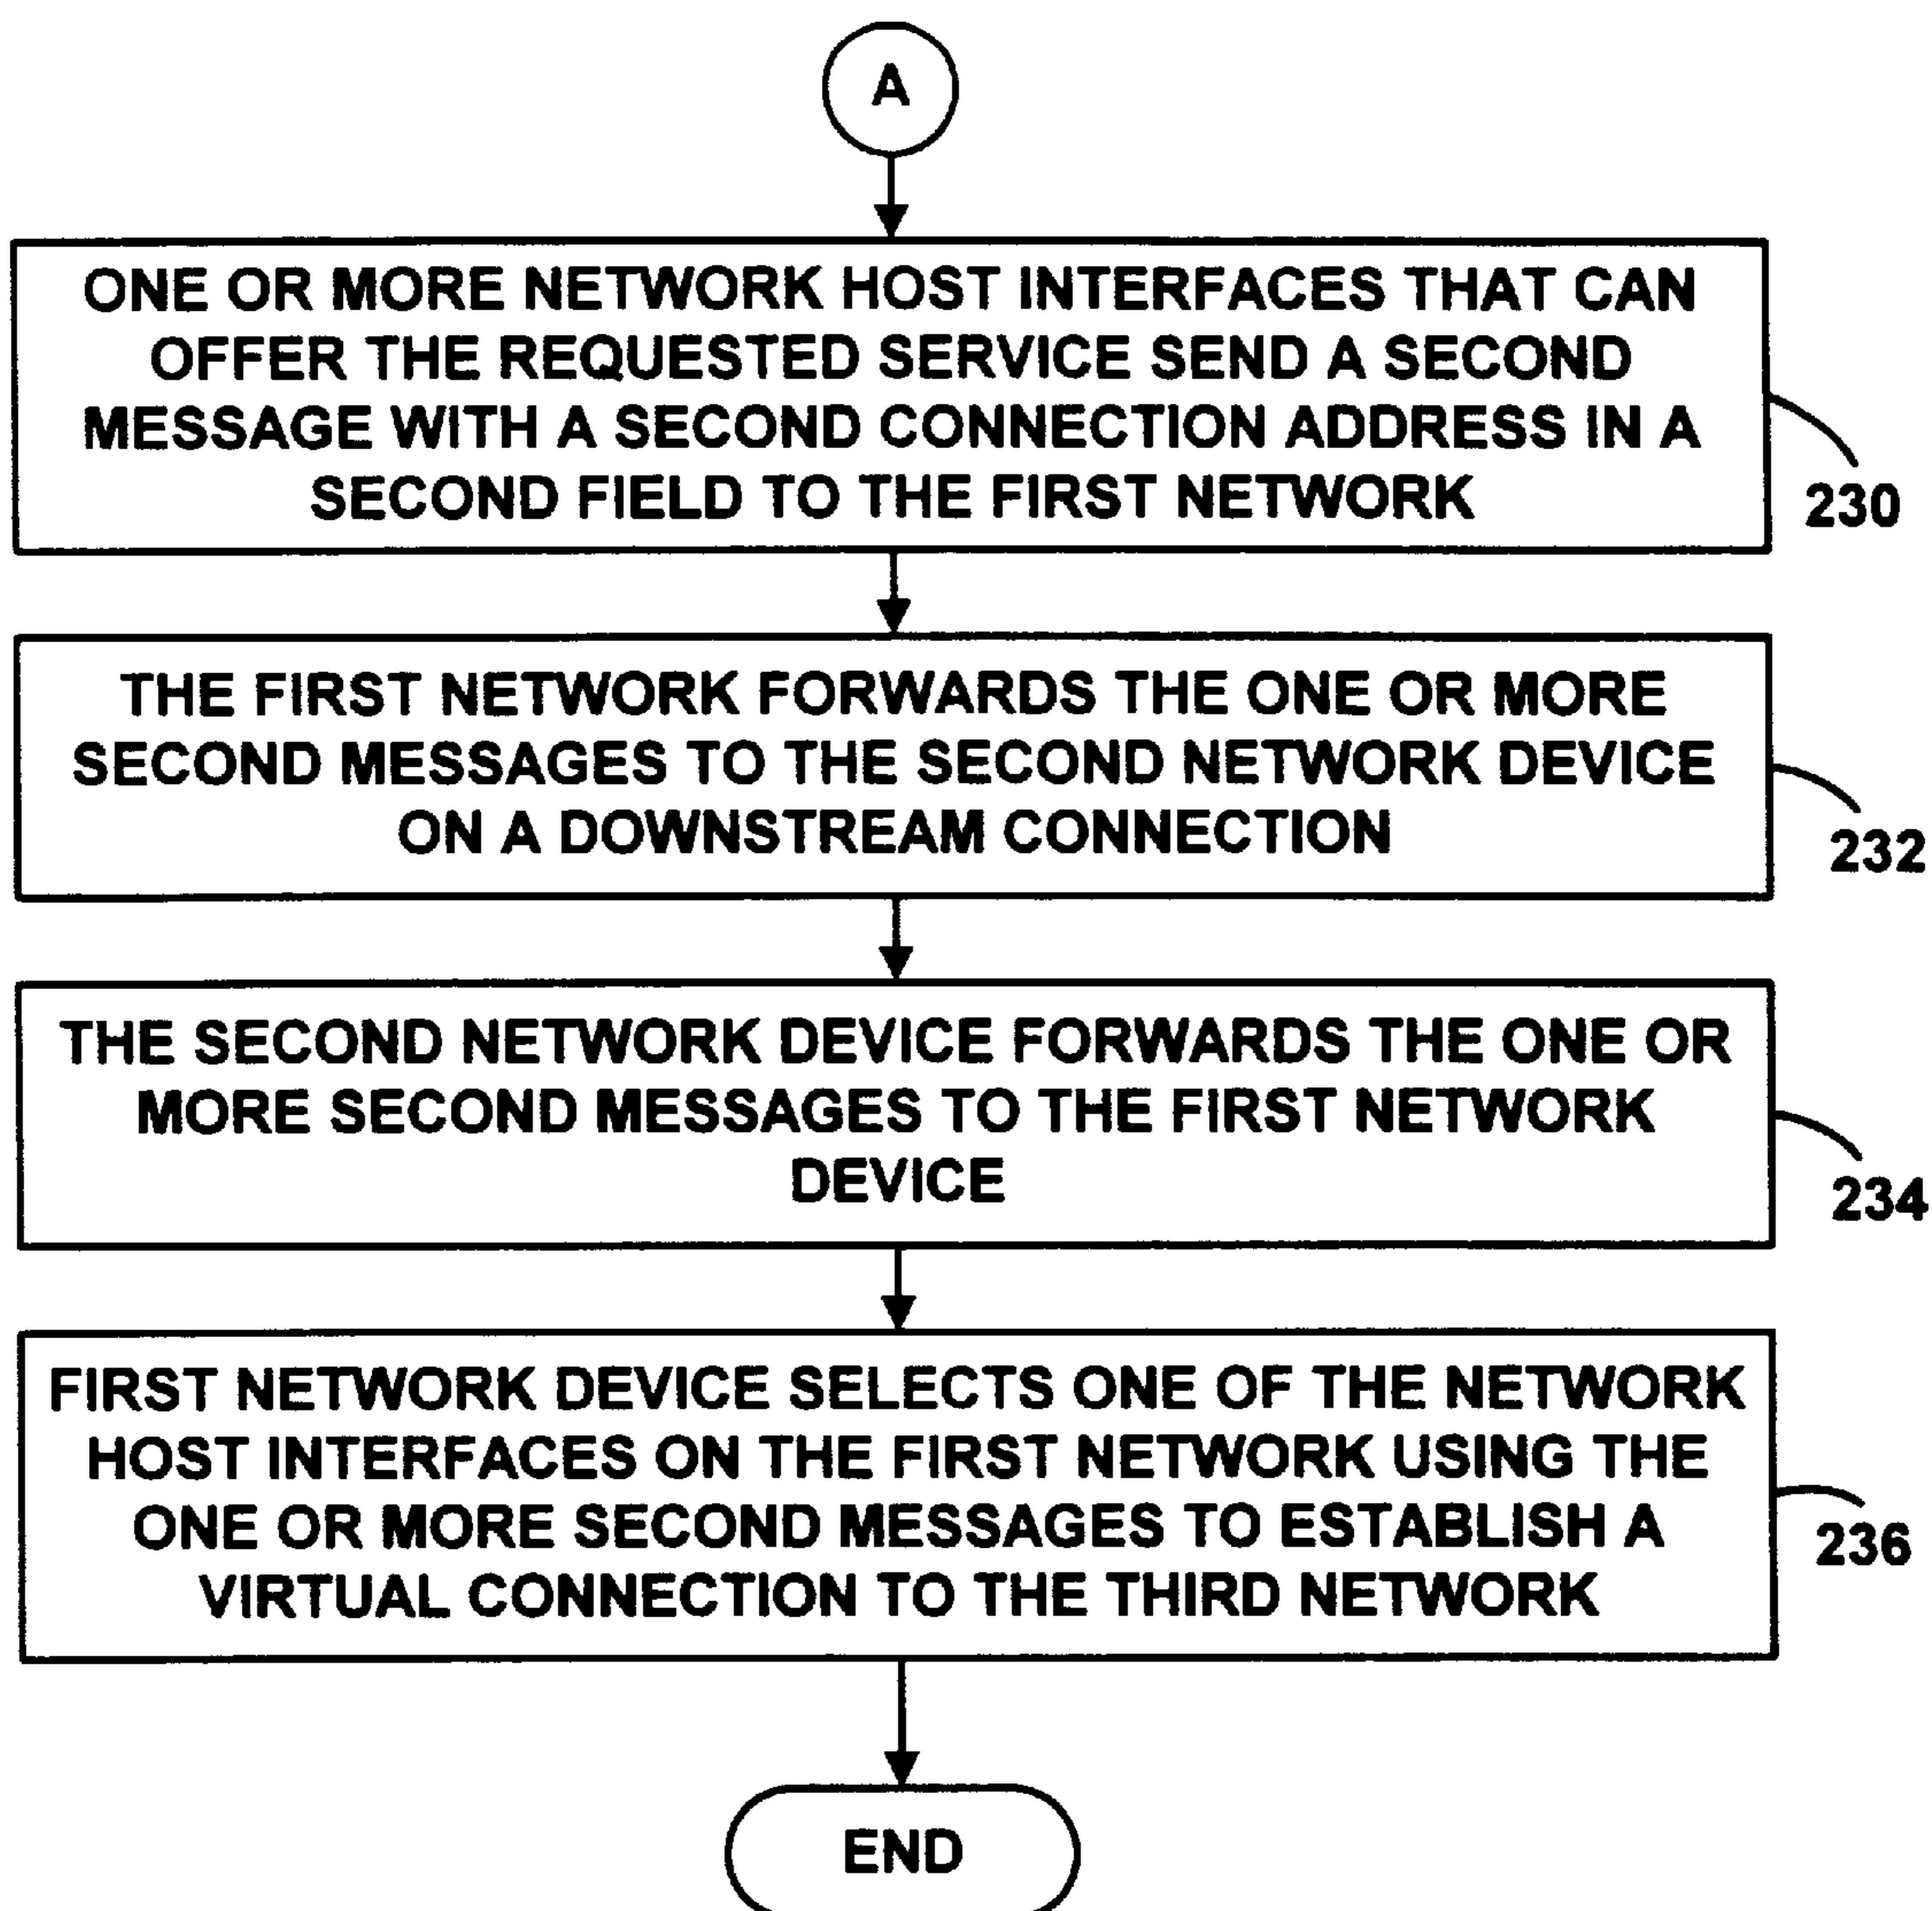 A
ONE OR MORE NETWORK HOST INTERFACES THAT CAN
OFFER THE REQUESTED SERVICE SEND A SECOND
MESSAGE WITH A SECOND CONNECTION ADDRESS IN A
SECOND FIELD TO THE FIRST NETWORK
230
THE FIRST NETWORK FORWARDS THE ONE OR MORE
SECOND MESSAGES TO THE SECOND NETWORK DEVICE
ON A DOWNSTREAM CONNECTION
232
THE SECOND NETWORK DEVICE FORWARDS THE ONE OR
MORE SECOND MESSAGES TO THE FIRST NETWORK
DEVICE
234
FIRST NETWORK DEVICE SELECTS ONE OF THE NETWORK
HOST INTERFACES ON THE FIRST NETWORK USING THE
ONE OR MORE SECOND MESSAGES TO ESTABLISH A
VIRTUAL CONNECTION TO THE THIRD NETWORK
236
END